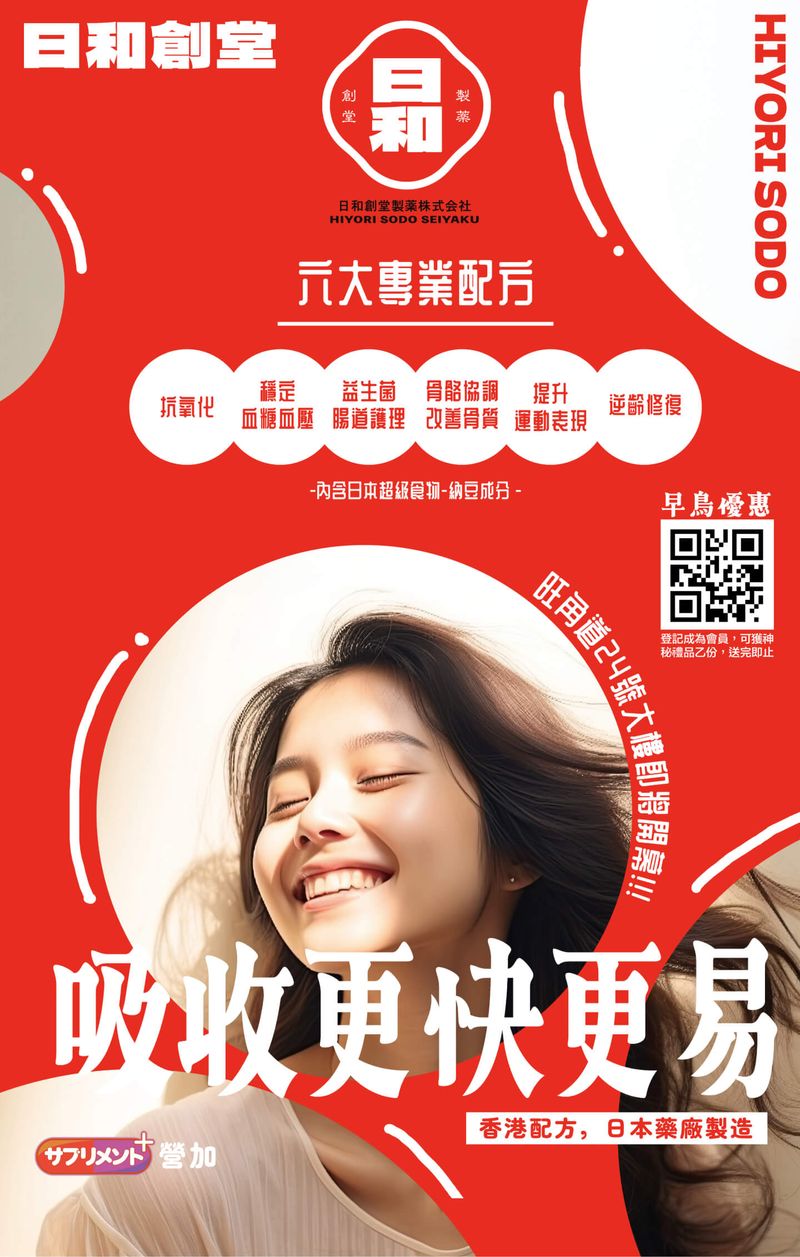 日和創堂
HIYORI SODO
創堂
日和
製薬
日和創堂製薬株式会社
HIYORI SODO SEIYAKU
六大專業配方
抗氧化
穩定
血糖血壓
益生菌
腸道護理
骨骼協調
改善骨質
提升
運動表現
逆齡修復
-內含日本超級食物-納豆成分 -
早鳥優惠
登記成為會員，可獲神
秘禮品乙份，送完即止
旺角道24號大樓即將開幕!!!
吸收更快更易
香港配方，日本藥廠製造
サプリメント+
營加